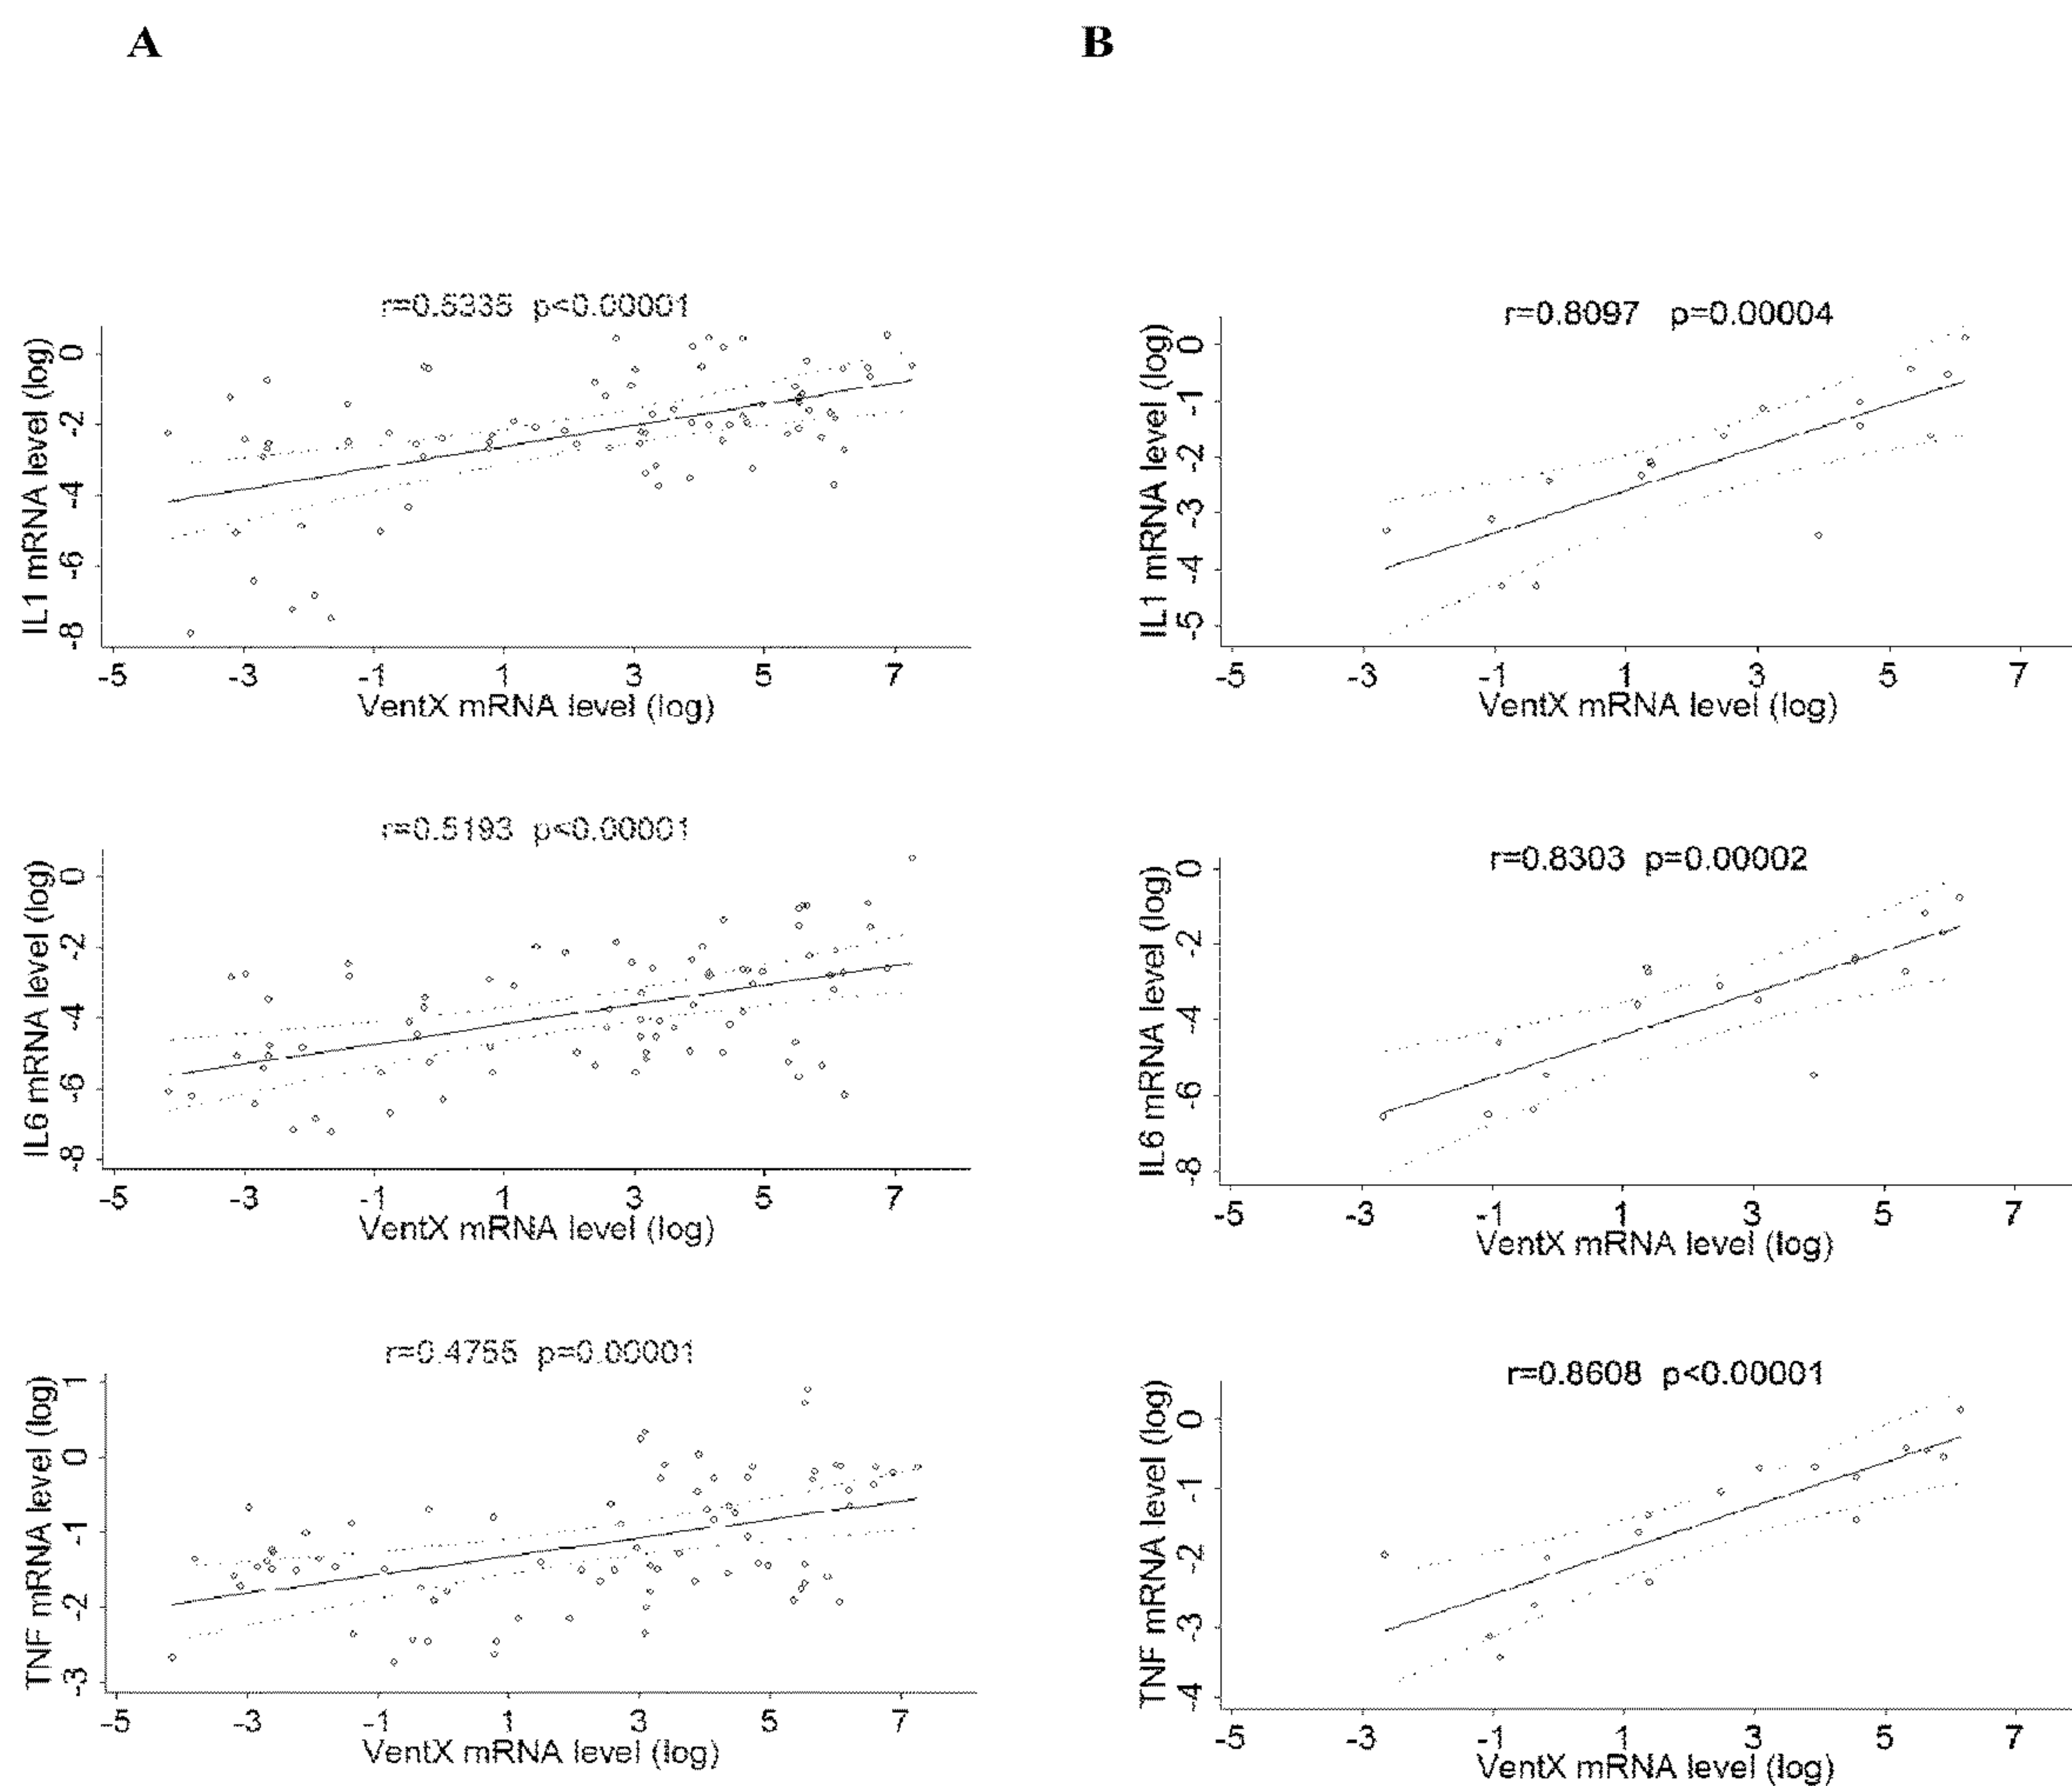 A
B
r=0.5335 p<0.00001
IL1 mRNA level (log)
0
-2
-4
-6
-8
-5 -3 -1 1 3 5 7
VentX mRNA level (log)
r=0.8097 p=0.00004
IL1 mRNA level (log)
0
-1
-2
-3
-4
-5
-5 -3 -1 1 3 5 7
VentX mRNA level (log)
r=0.5193 p<0.00001
IL6 mRNA level (log)
0
-2
-4
-6
-8
-5 -3 -1 1 3 5 7
VentX mRNA level (log)
r=0.8303 p=0.00002
IL6 mRNA level (log)
0
-2
-4
-6
-8
-5 -3 -1 1 3 5 7
VentX mRNA level (log)
r=0.4755 p=0.00001
TNF mRNA level (log)
1
0
-1
-2
-3
-5 -3 -1 1 3 5 7
VentX mRNA level (log)
r=0.8608 p<0.00001
TNF mRNA level (log)
0
-1
-2
-3
-4
-5 -3 -1 1 3 5 7
VentX mRNA level (log)